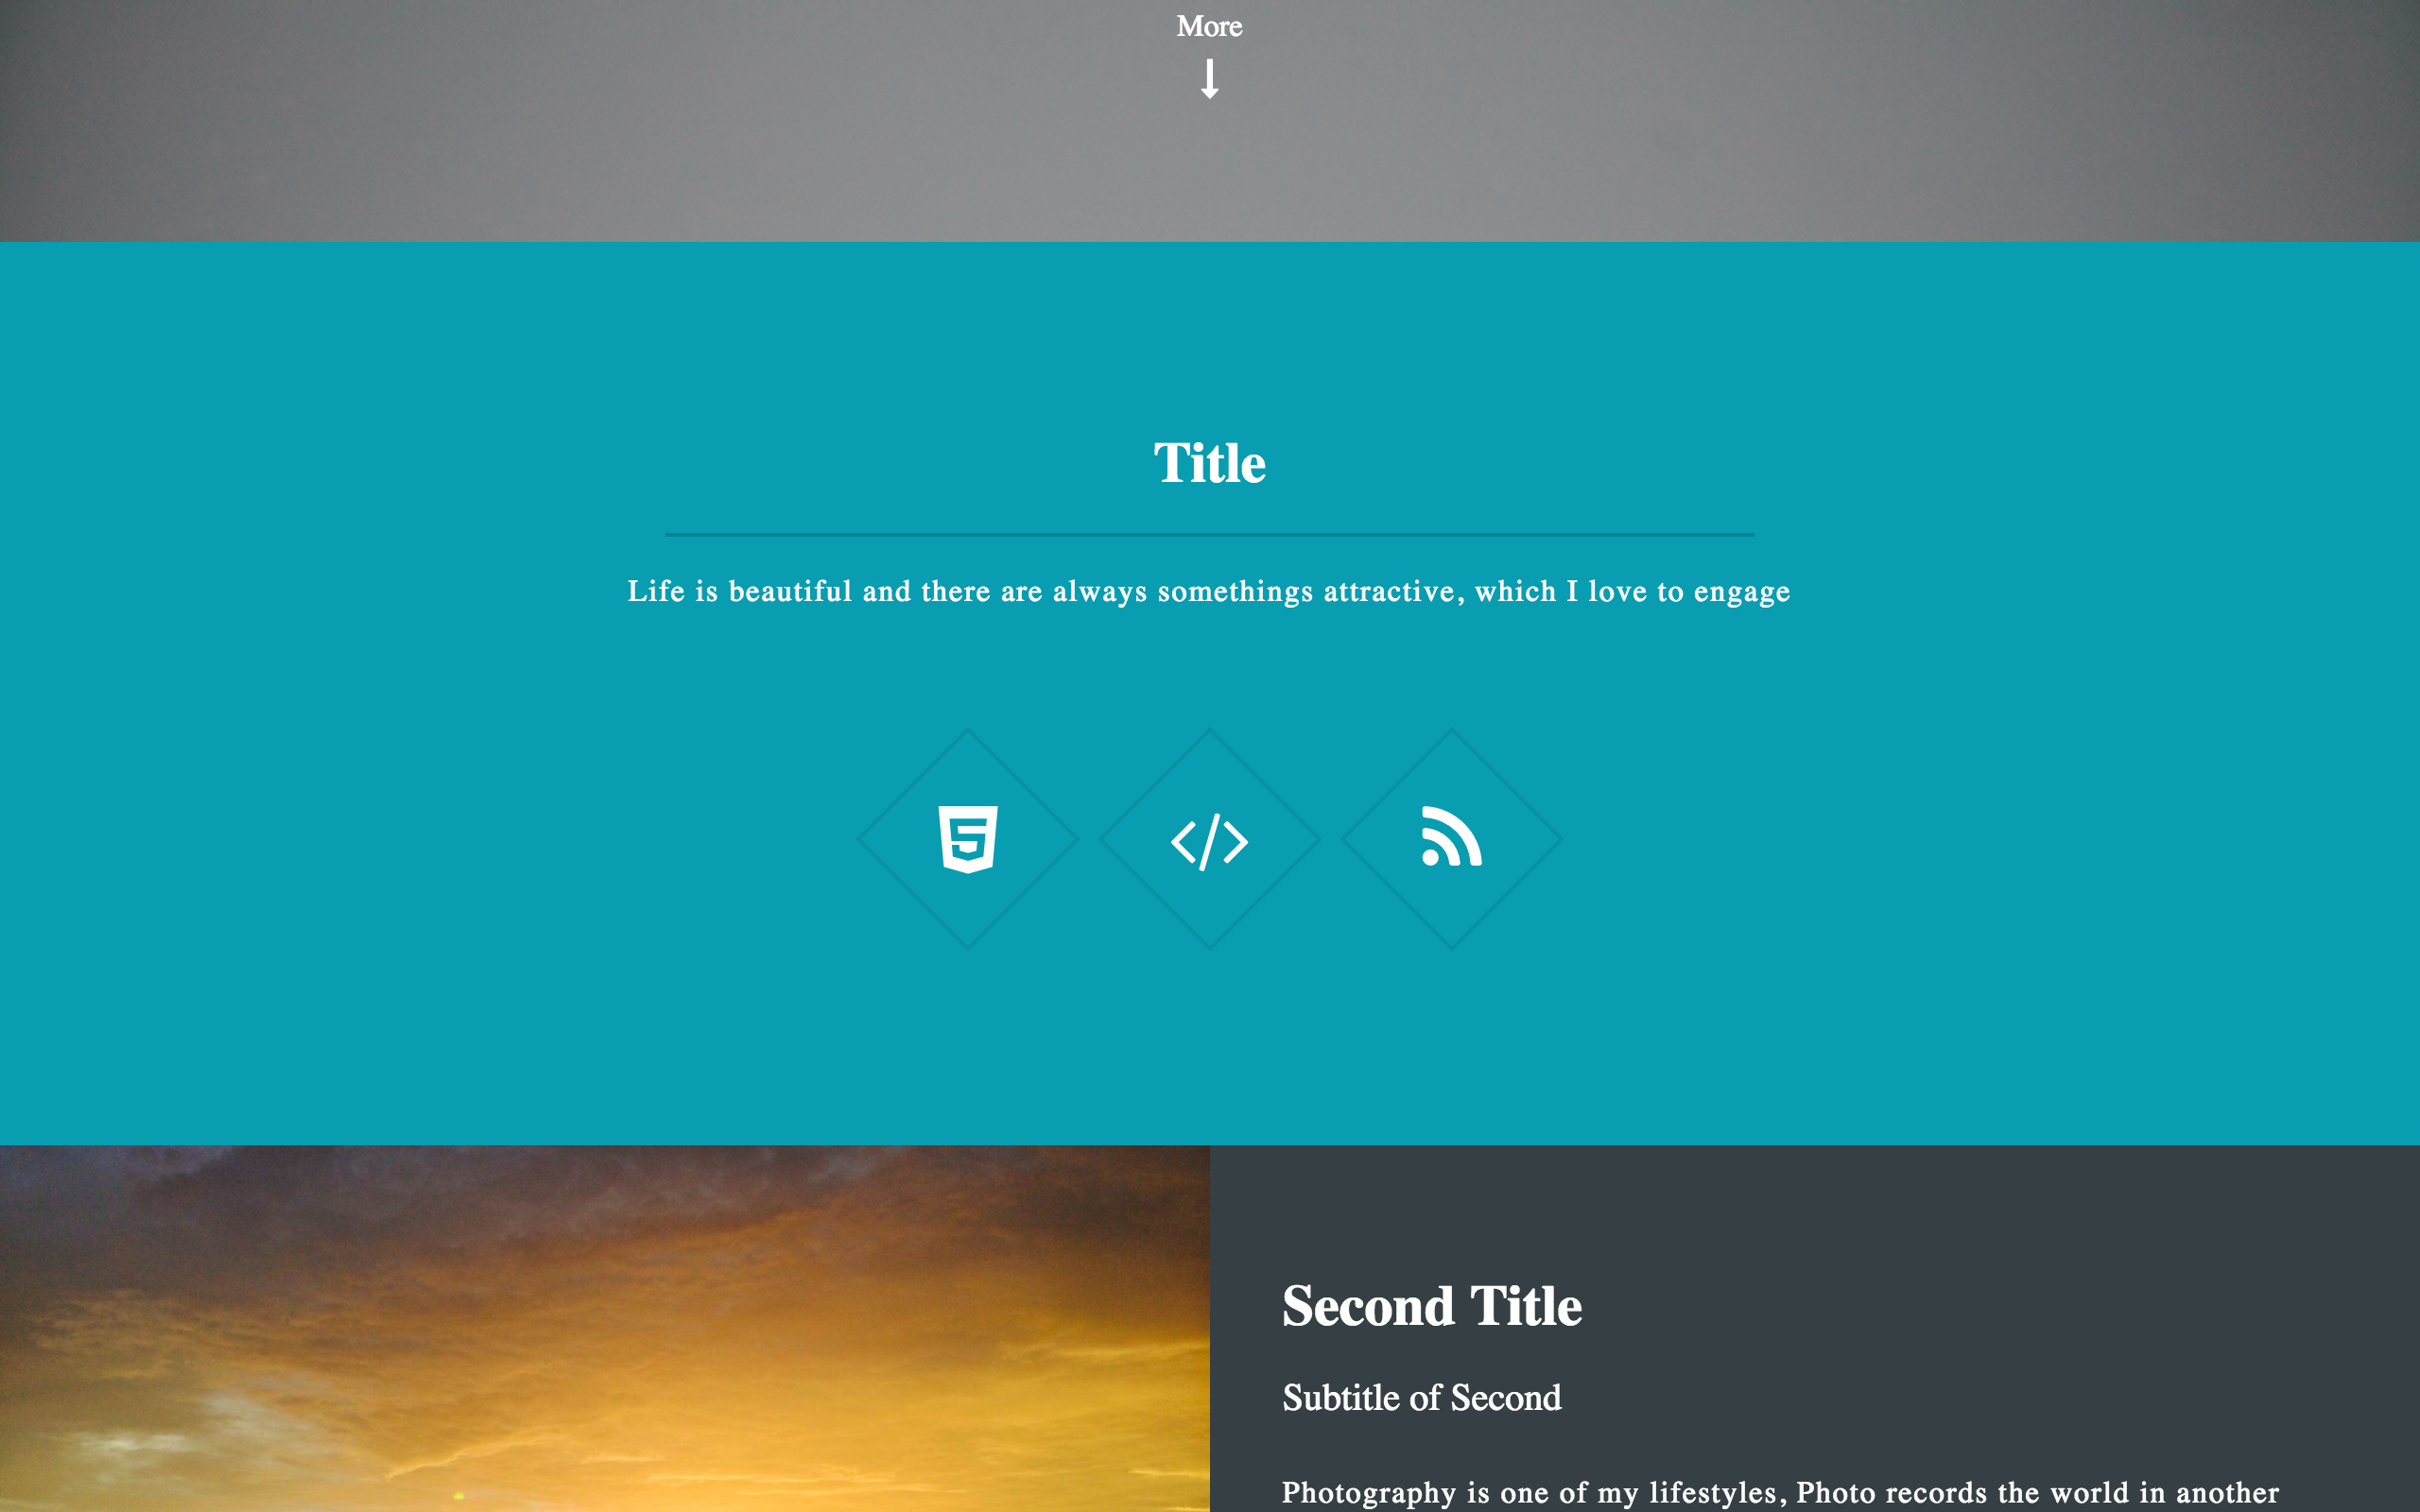 More
Title
Life is beautiful and there are always somethings attractive, which I love to engage
Second Title
Subtitle of Second
Photography is one of my lifestyles, Photo records the world in another